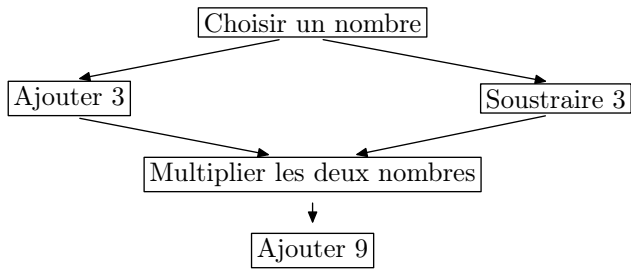 Choisir un nombre
Ajouter 3
Soustraire 3
Multiplier les deux nombres
Ajouter 9